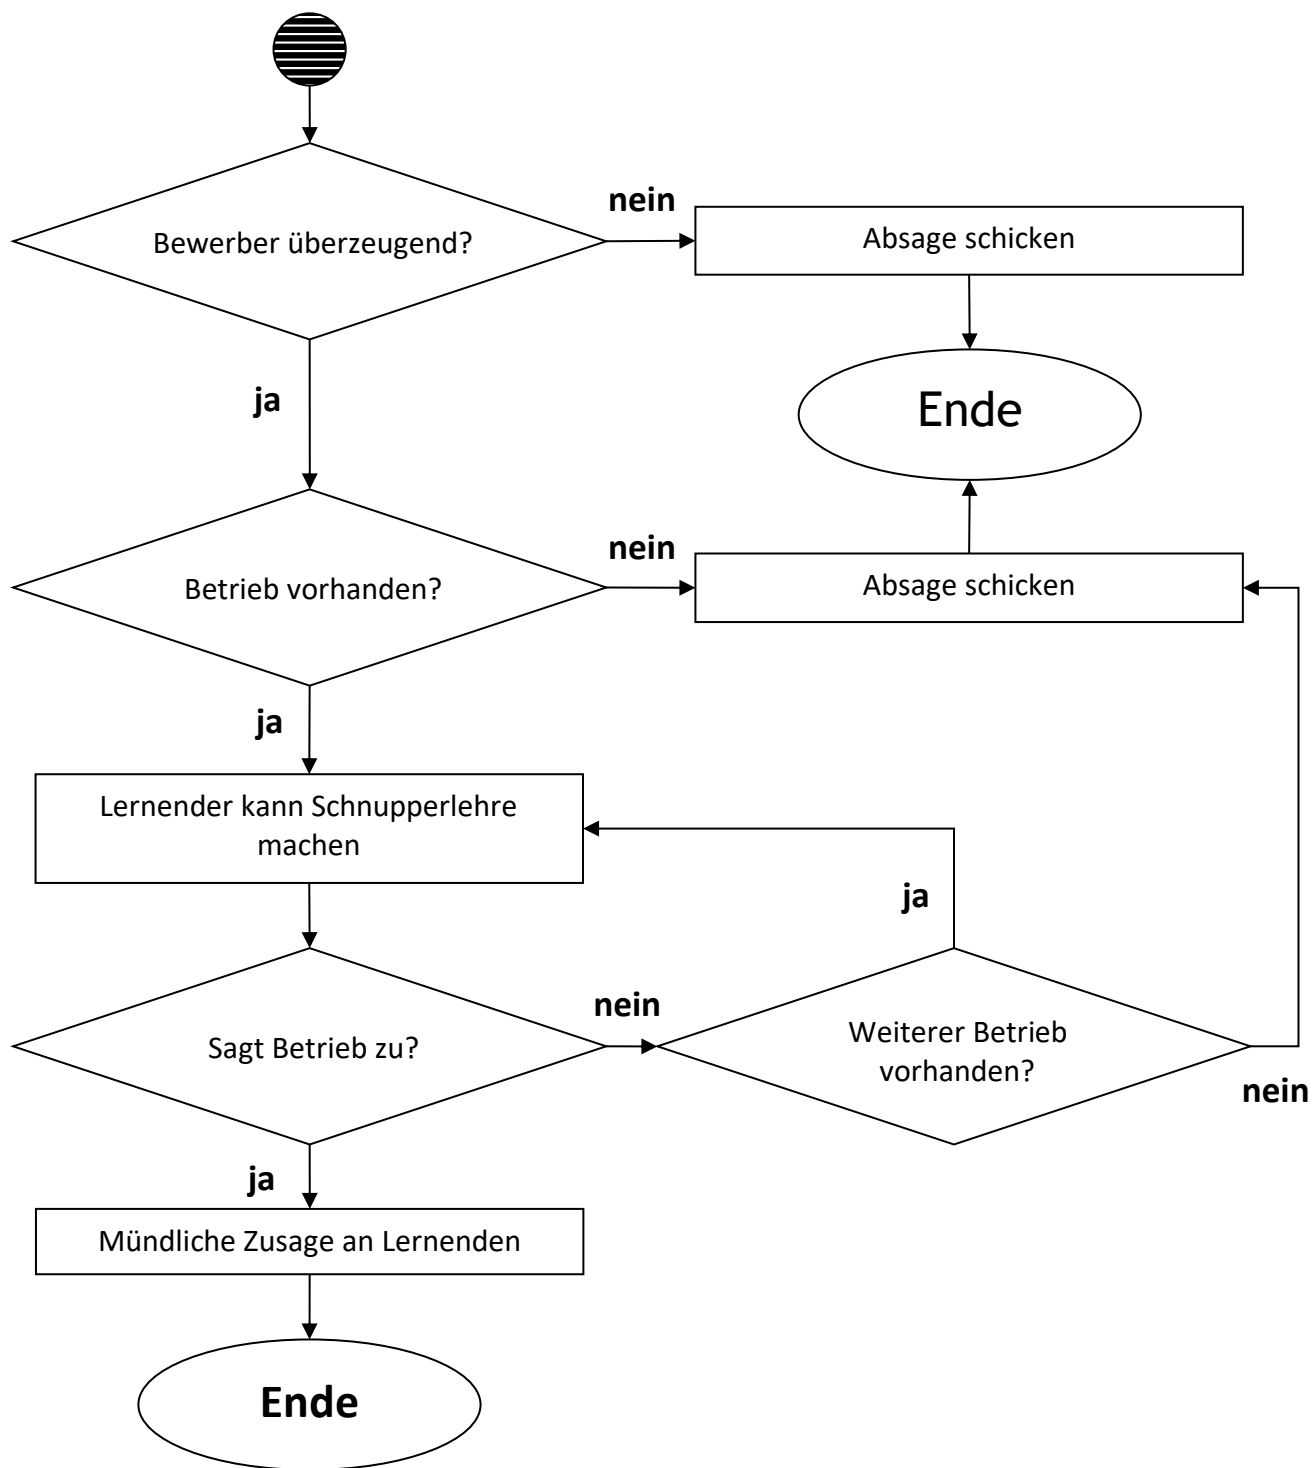 nein
Bewerber überzeugend?
Absage schicken
ja
Ende
nein
Betrieb vorhanden?
Absage schicken
ja
Lernender kann Schnupperlehre
machen
ja
nein
Sagt Betrieb zu?
Weiterer Betrieb
vorhanden?
nein
ja
Mündliche Zusage an Lernenden
Ende